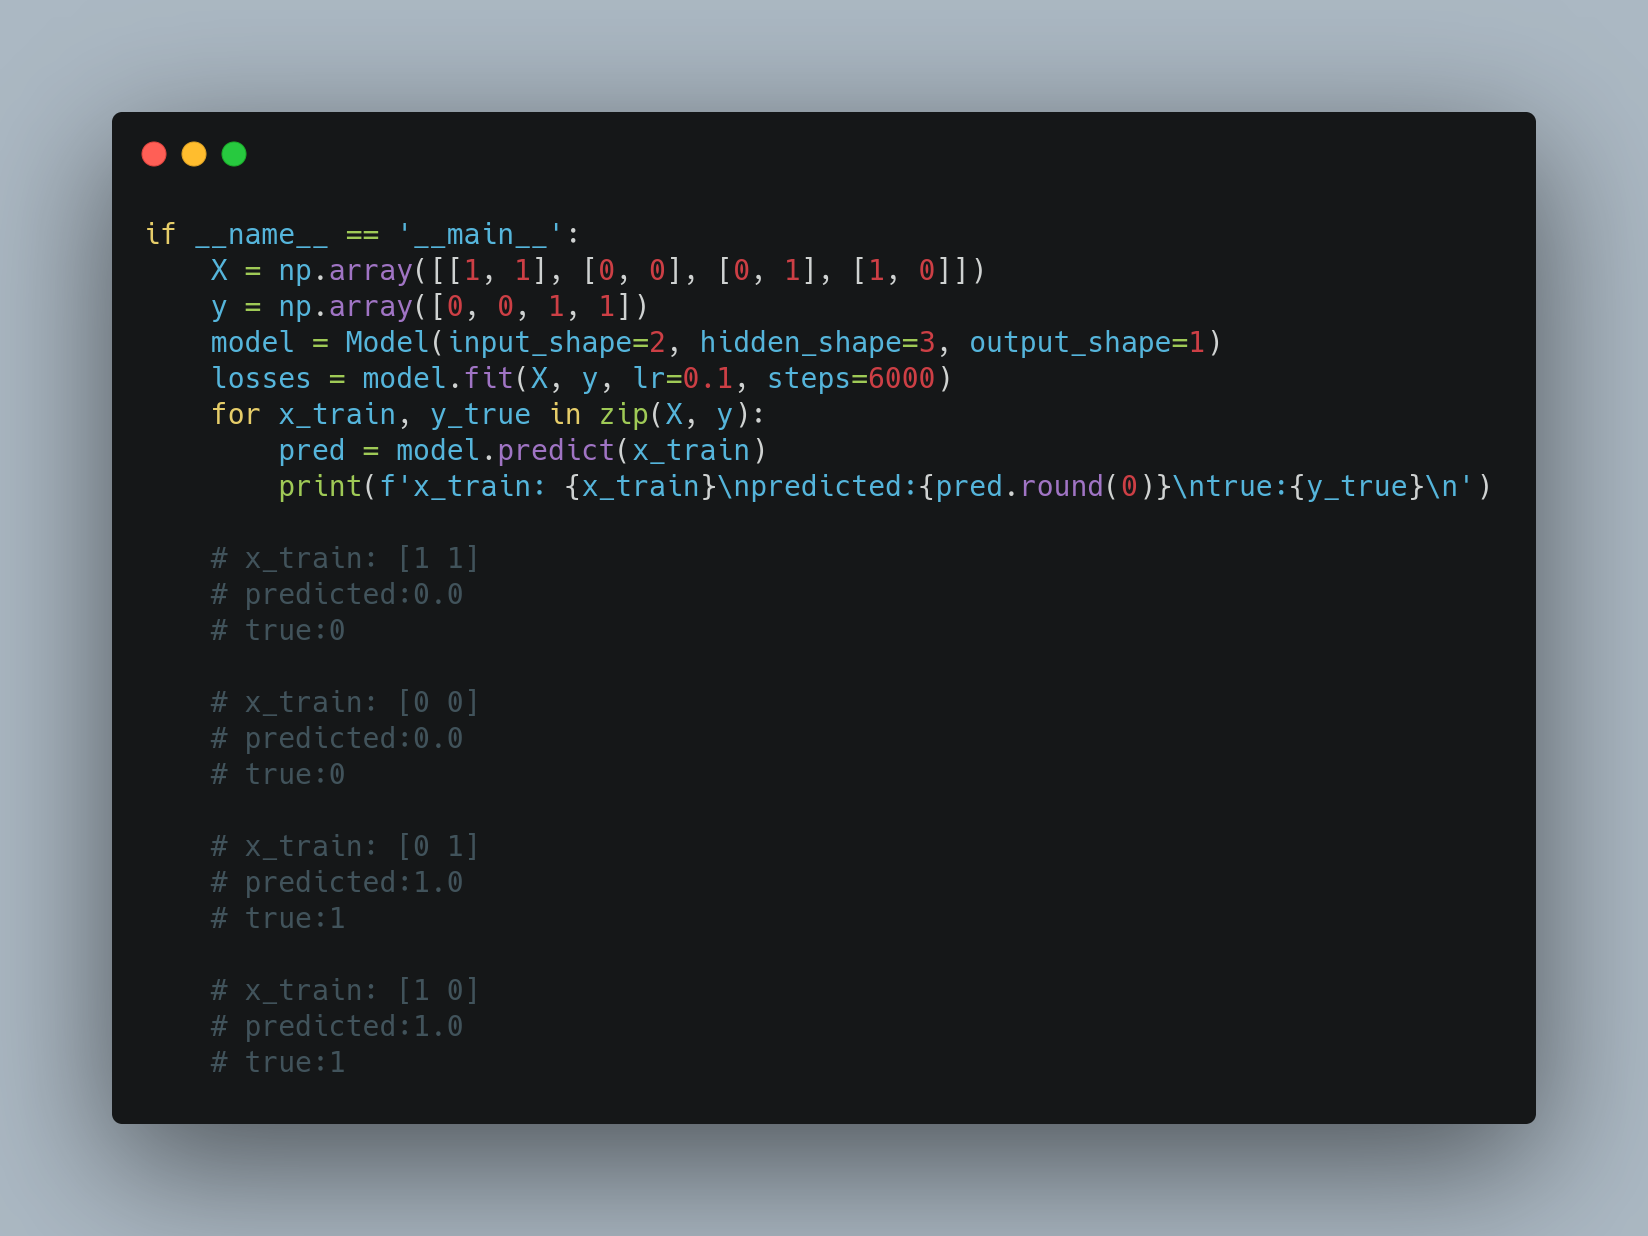 if __name__ == '__main__':
    X = np.array([[1, 1], [0, 0], [0, 1], [1, 0]])
    y = np.array([0, 0, 1, 1])
    model = Model(input_shape=2, hidden_shape=3, output_shape=1)
    losses = model.fit(X, y, lr=0.1, steps=6000)
    for x_train, y_true in zip(X, y):
        pred = model.predict(x_train)
        print(f'x_train: {x_train}\npredicted:{pred.round(0)}\ntrue:{y_true}\n')

    # x_train: [1 1]
    # predicted:0.0
    # true:0

    # x_train: [0 0]
    # predicted:0.0
    # true:0

    # x_train: [0 1]
    # predicted:1.0
    # true:1

    # x_train: [1 0]
    # predicted:1.0
    # true:1